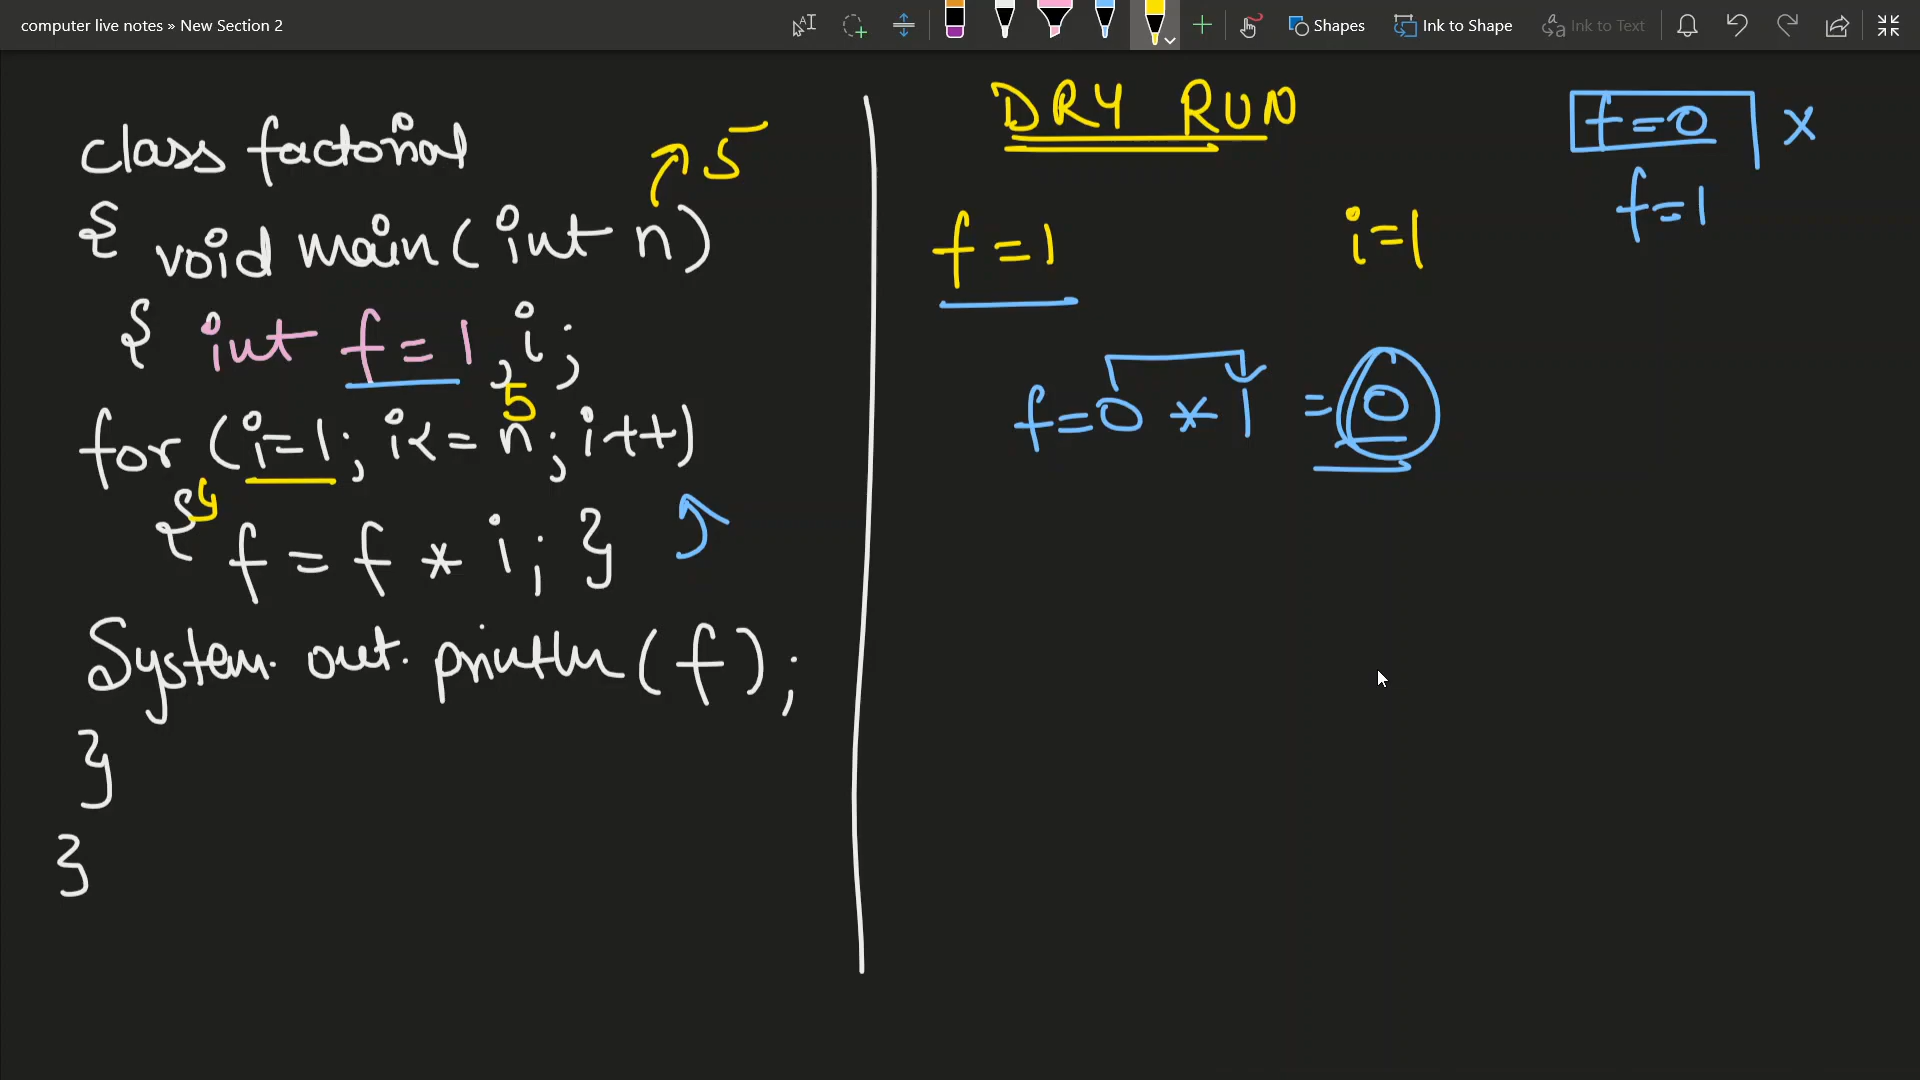 computer live notes » New Section 2
Shapes
Ink to Shape
Ink to Text
class factorial
5
{ void main(int n)
{ int f=1,i;
5
for (i=1; i<=n; i++)
{ f = f * i; }
System.out.println(f);
}
}
DRY RUN
f=1 i=1
f=0 * 1 = 0
f=0 x
f=1